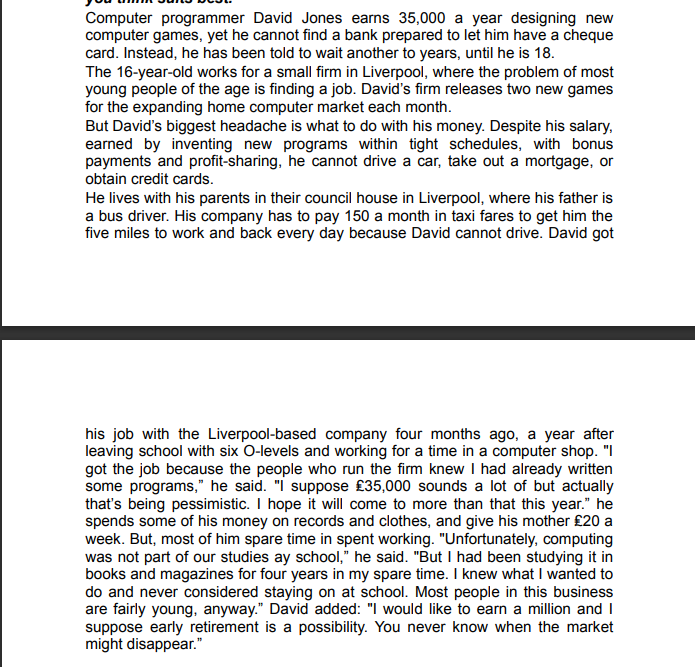 you think suits best.
Computer programmer David Jones earns 35,000 a year designing new
computer games, yet he cannot find a bank prepared to let him have a cheque
card. Instead, he has been told to wait another to years, until he is 18.
The 16-year-old works for a small firm in Liverpool, where the problem of most
young people of the age is finding a job. David’s firm releases two new games
for the expanding home computer market each month.
But David’s biggest headache is what to do with his money. Despite his salary,
earned by inventing new programs within tight schedules, with bonus
payments and profit-sharing, he cannot drive a car, take out a mortgage, or
obtain credit cards.
He lives with his parents in their council house in Liverpool, where his father is
a bus driver. His company has to pay 150 a month in taxi fares to get him the
five miles to work and back every day because David cannot drive. David got
his job with the Liverpool-based company four months ago, a year after
leaving school with six O-levels and working for a time in a computer shop. "I
got the job because the people who run the firm knew I had already written
some programs,” he said. "I suppose £35,000 sounds a lot of but actually
that’s being pessimistic. I hope it will come to more than that this year.” he
spends some of his money on records and clothes, and give his mother £20 a
week. But, most of him spare time in spent working. "Unfortunately, computing
was not part of our studies ay school,” he said. "But I had been studying it in
books and magazines for four years in my spare time. I knew what I wanted to
do and never considered staying on at school. Most people in this business
are fairly young, anyway.” David added: "I would like to earn a million and I
suppose early retirement is a possibility. You never know when the market
might disappear.”